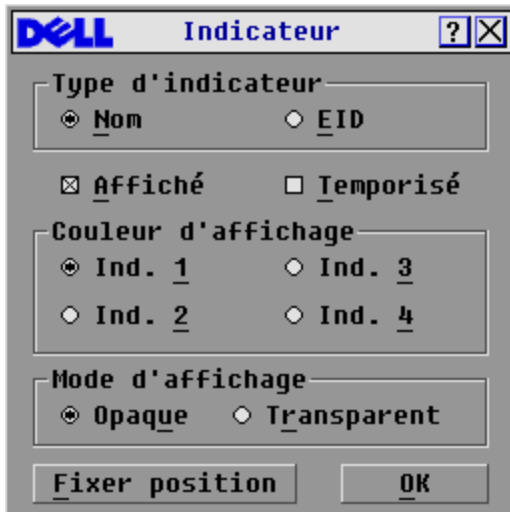 DELL Indicateur ?
Type d'indicateur
Nom EID
Affiché Temporisé
Couleur d'affichage
Ind. 1 Ind. 3
Ind. 2 Ind. 4
Mode d'affichage
Opaque Transparent
Fixer position OK